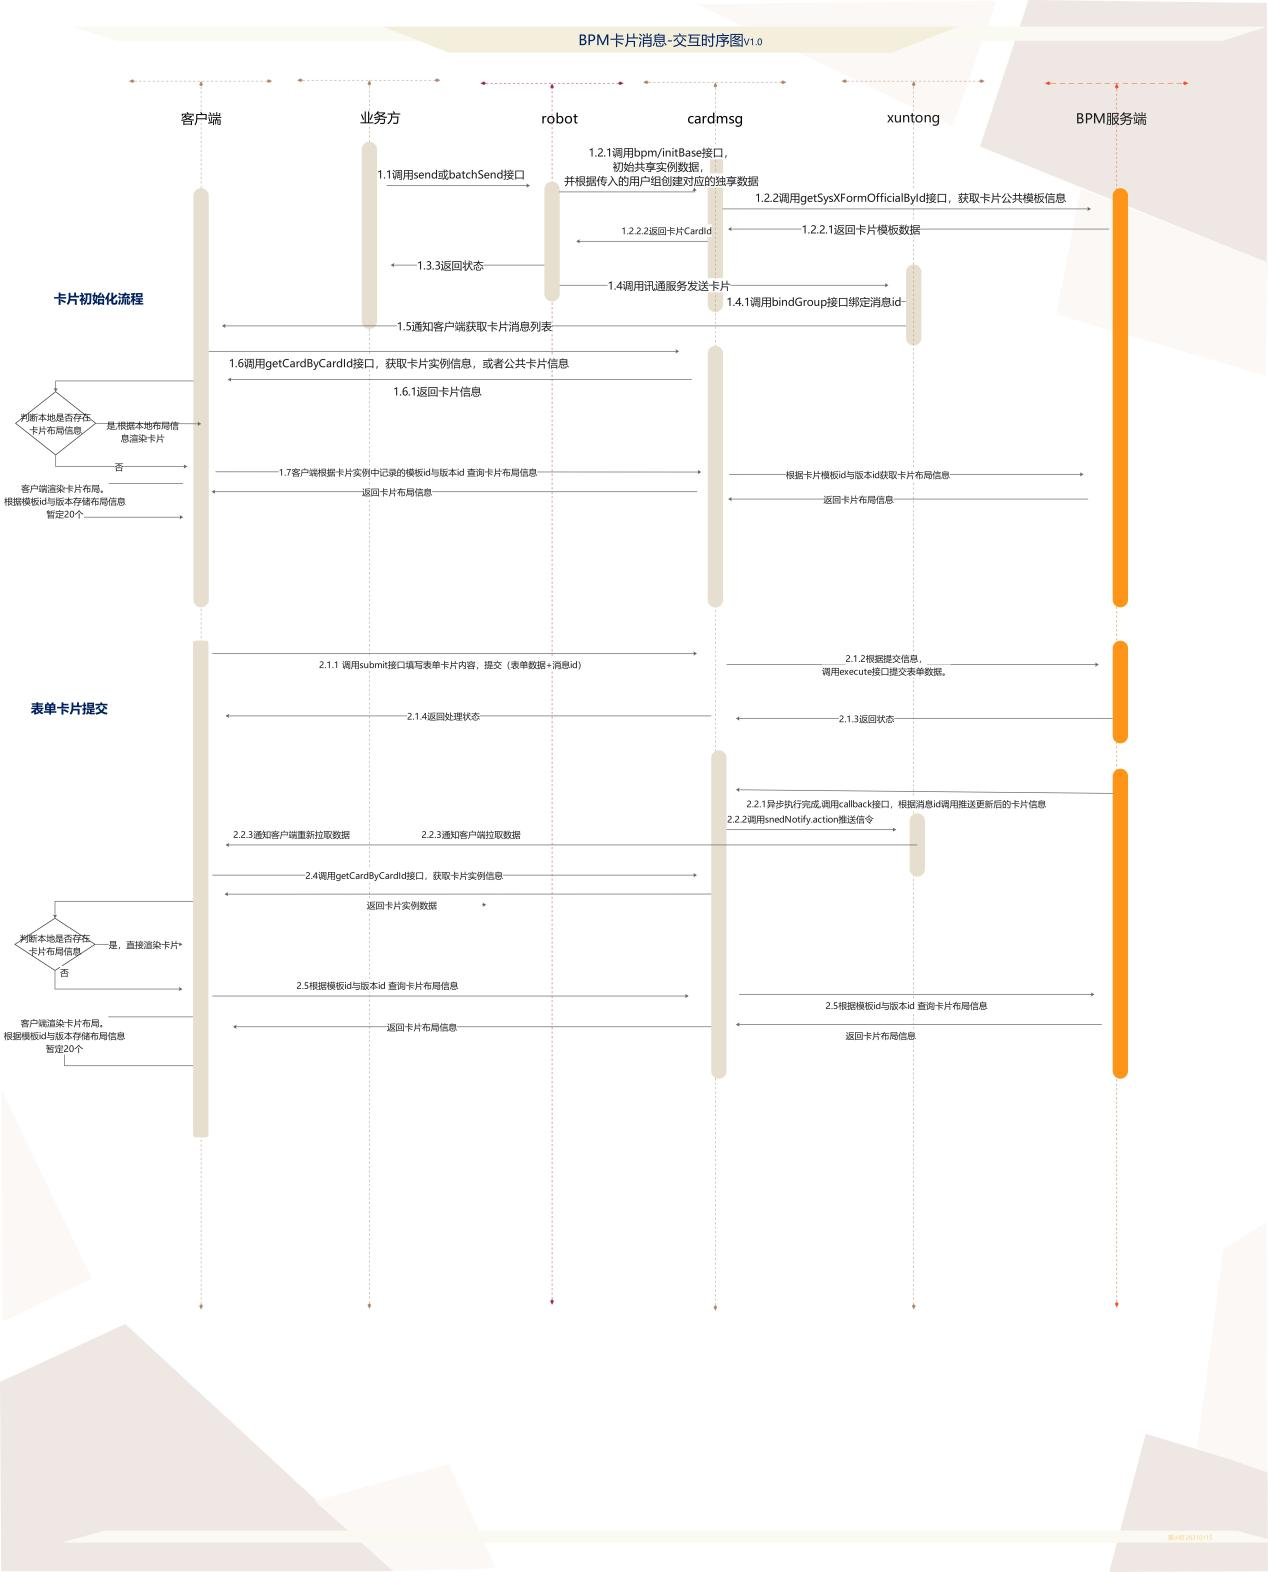 BPM卡片消息-交互时序图V1.0
客户端
业务方
robot
cardmsg
xuntong
BPM服务端
1.2.1调用bpm/initBase接口，
初始共享实例数据，
并根据传入的用户组创建对应的独享数据
1.1调用send或batchSend接口
1.2.2调用getSysXFormOfficialById接口，获取卡片公共模板信息
1.2.2.1返回卡片模板数据
1.2.2.2返回卡片CardId
1.3.3返回状态
1.4调用讯通服务发送卡片
卡片初始化流程
1.4.1调用bindGroup接口绑定消息id
1.5通知客户端获取卡片消息列表
1.6调用getCardByCardId接口，获取卡片实例信息，或者公共卡片信息
1.6.1返回卡片信息
判断本地是否存在
卡片布局信息
是,根据本地布局信
息渲染卡片
否
1.7客户端根据卡片实例中记录的模板id与版本id 查询卡片布局信息
根据卡片模板id与版本id获取卡片布局信息
返回卡片布局信息
返回卡片布局信息
客户端渲染卡片布局。
根据模板id与版本存储布局信息
暂定20个
2.1.1 调用submit接口填写表单卡片内容，提交（表单数据+消息id）
2.1.2根据提交信息，
调用execute接口提交表单数据。
表单卡片提交
2.1.4返回处理状态
2.1.3返回状态
2.2.1异步执行完成,调用callback接口，根据消息id调用推送更新后的卡片信息
2.2.2调用snedNotify.action推送信令
2.2.3通知客户端重新拉取数据
2.2.3通知客户端拉取数据
2.4调用getCardByCardId接口，获取卡片实例信息
返回卡片实例数据
判断本地是否存在
卡片布局信息
是，直接渲染卡片
否
2.5根据模板id与版本id 查询卡片布局信息
2.5根据模板id与版本id 查询卡片布局信息
客户端渲染卡片布局。
根据模板id与版本存储布局信息
暂定20个
返回卡片布局信息
返回卡片布局信息